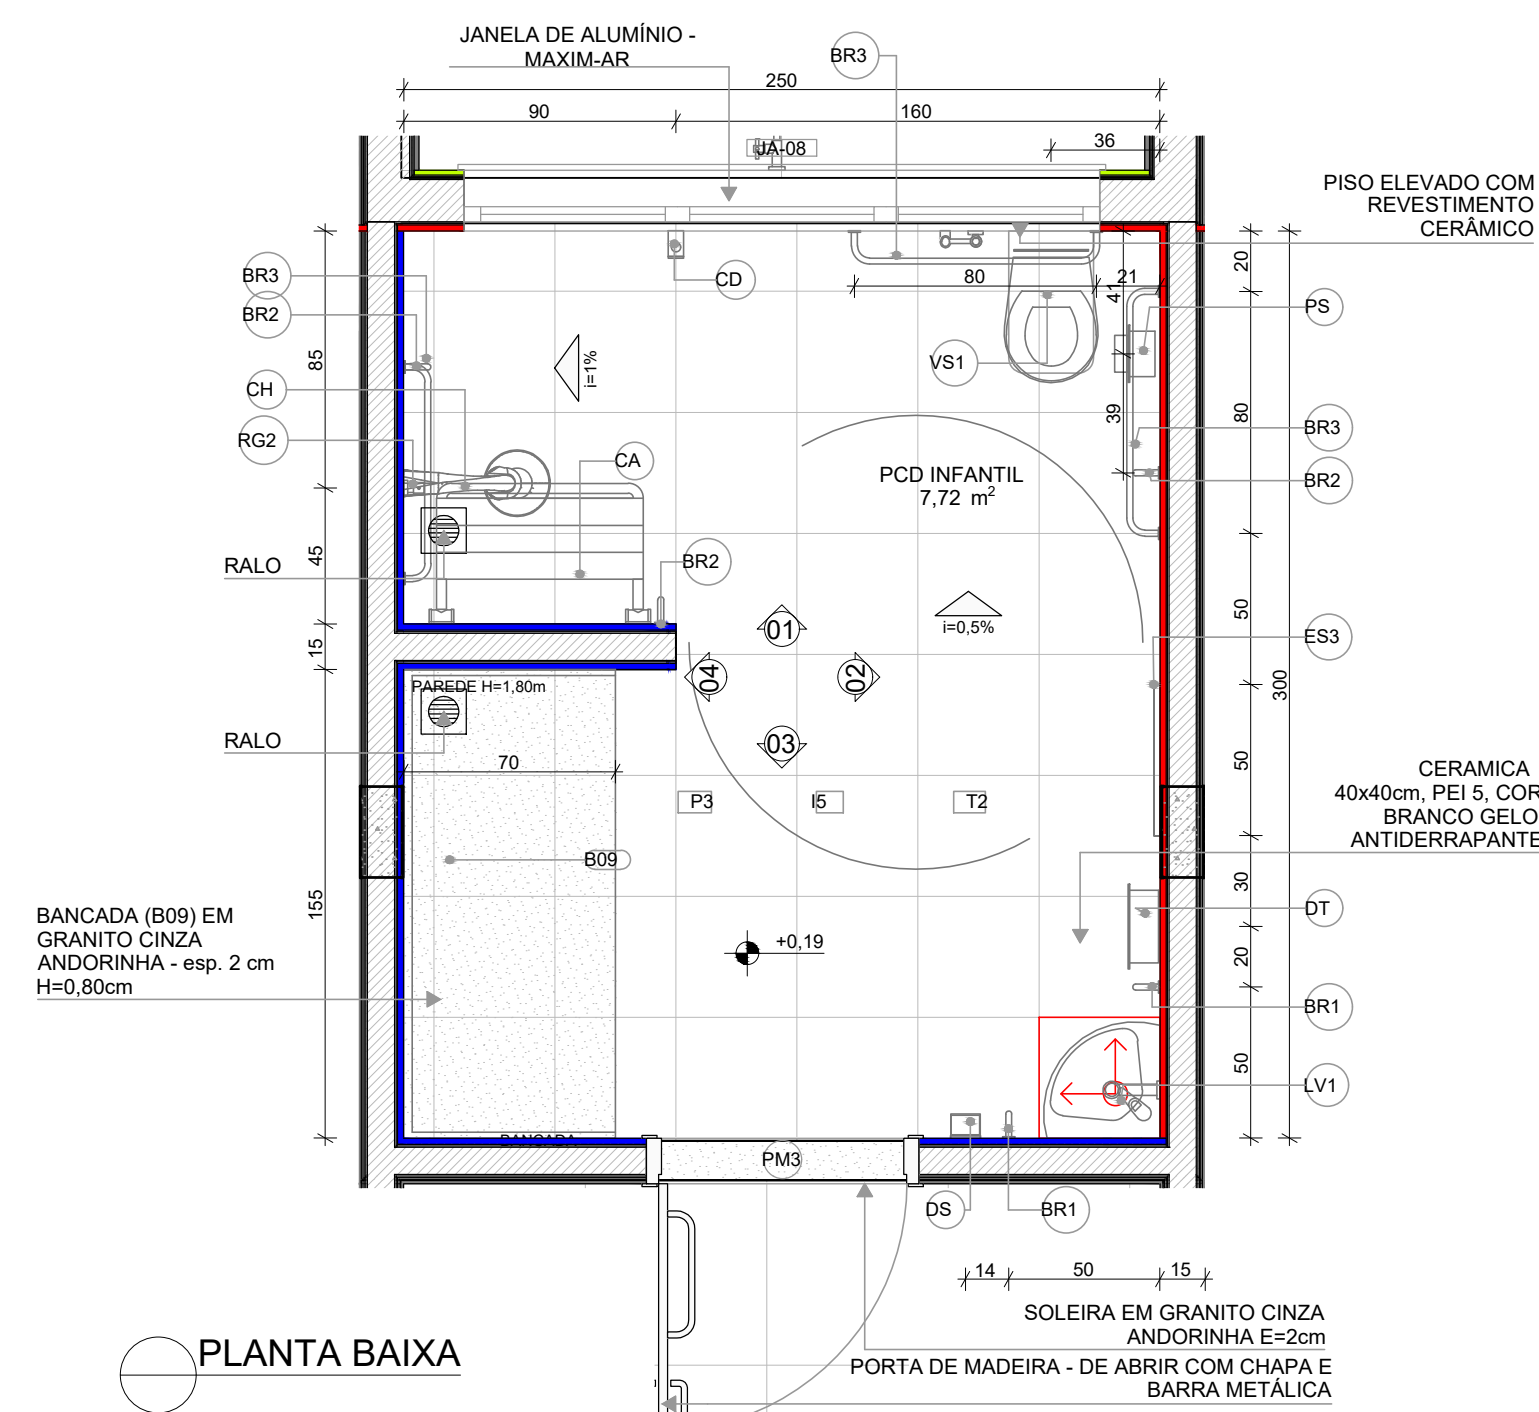 JANELA DE ALUMÍNIO -
MAXIM-AR
BR3
250
90
160
36
JA-08
PISO ELEVADO COM
REVESTIMENTO
CERÂMICO
BR3
BR2
CH
RG2
CD
80
21
41
20
PS
VS1
i=1%
85
39
80
BR3
BR2
CA
PCD INFANTIL
7,72 m²
RALO
45
BR2
50
01
i=0,5%
15
ES3
04
02
300
PAREDE H=1,80m
RALO
03
70
50
P3
I5
T2
CERAMICA
40x40cm, PEI 5, COR
BRANCO GELO
ANTIDERRAPANTE
B09
155
30
DT
BANCADA (B09) EM
GRANITO CINZA
ANDORINHA - esp. 2 cm
H=0,80cm
+0,19
20
BR1
50
LV1
BANCADA
PM3
DS
BR1
14
50
15
SOLEIRA EM GRANITO CINZA
ANDORINHA E=2cm
PORTA DE MADEIRA - DE ABRIR COM CHAPA E
BARRA METÁLICA
PLANTA BAIXA